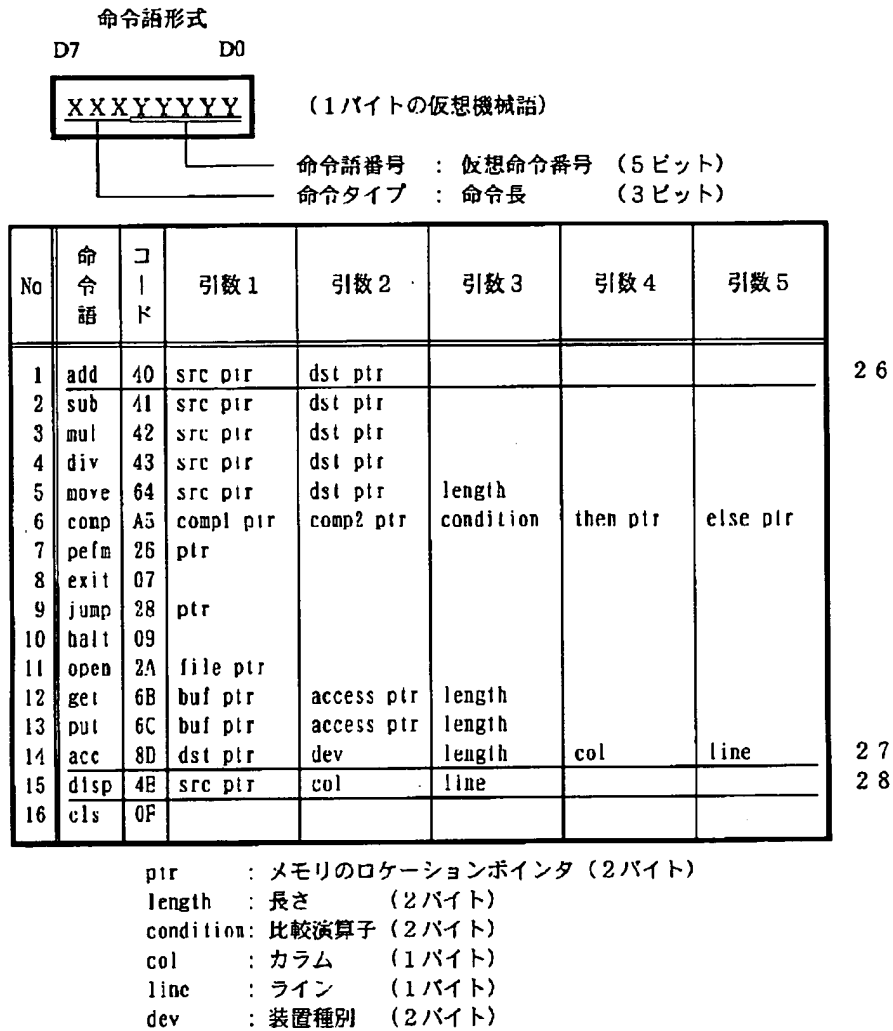 命令語形式
D7 D0
XXXYYYYY (1バイトの仮想機械語)
命令語番号 : 仮想命令番号 (5ビット)
命令タイプ : 命令長 (3ビット)
No 命令語 コード 引数1 引数2 引数3 引数4 引数5
1 add 40 src ptr dst ptr 26
2 sub 41 src ptr dst ptr
3 mul 42 src ptr dst ptr
4 div 43 src ptr dst ptr
5 move 64 src ptr dst ptr length
6 comp A5 comp1 ptr comp2 ptr condition then ptr else ptr
7 pefm 26 ptr
8 exit 07
9 jump 28 ptr
10 halt 09
11 open 2A file ptr
12 get 6B buf ptr access ptr length
13 put 6C buf ptr access ptr length
14 acc 8D dst ptr dev length col line 27
15 disp 4E src ptr col line 28
16 cls 0F
ptr : メモリのロケーションポインタ (2バイト)
length : 長さ (2バイト)
condition: 比較演算子 (2バイト)
col : カラム (1バイト)
line : ライン (1バイト)
dev : 装置種別 (2バイト)